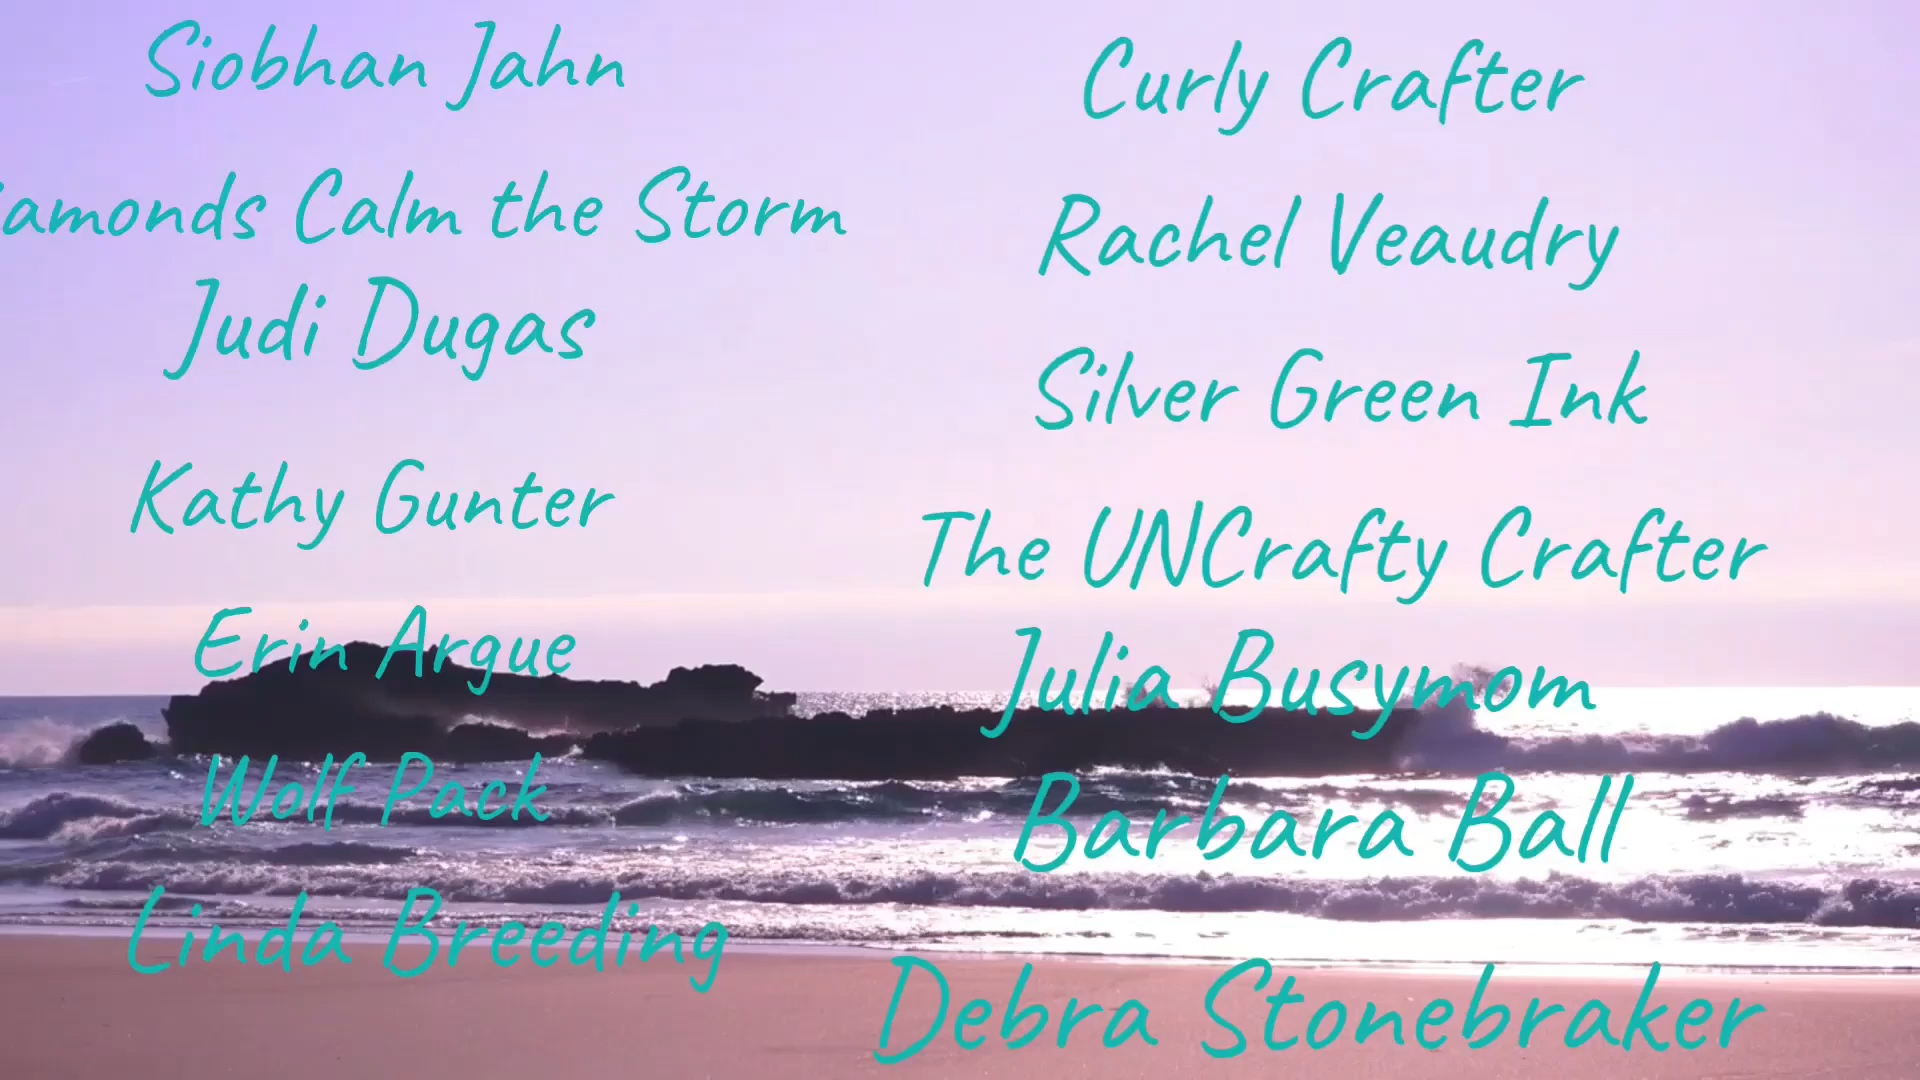 Siobhan Jahn
Calm the Storm
Judi Dugas
Kathy Gunter
Erin Argue
Wolf Pack
Linda Breeding
Curly Crafter
Rachel Veaudry
Silver Green Ink
The UNCrafty Crafter
Julia Busymom
Barbara Ball
Debra Stonebraker